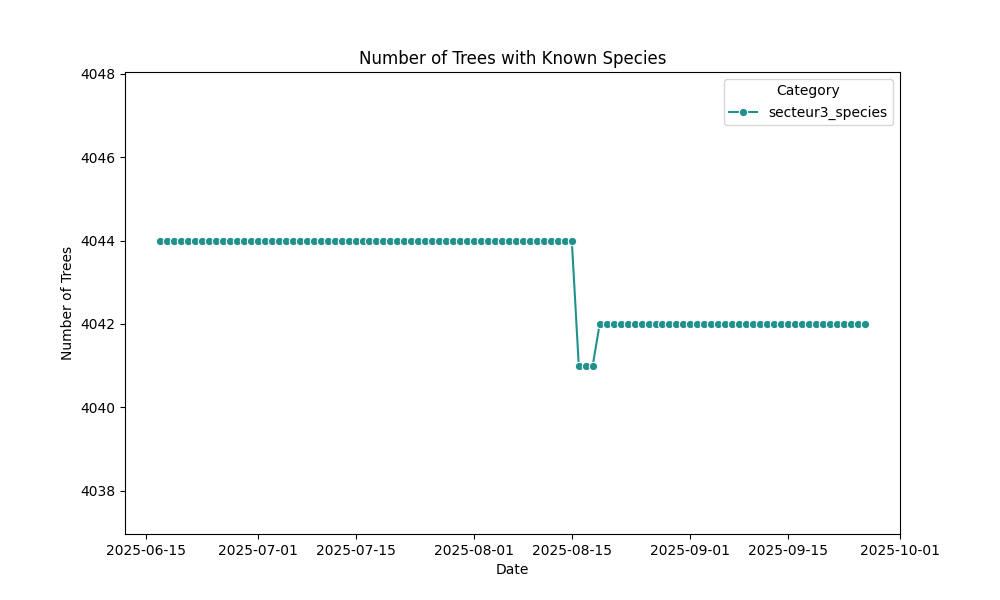 Number of Trees with Known Species
Category
secteur3_species
Number of Trees
4048
4046
4044
4042
4040
4038
2025-06-15 2025-07-01 2025-07-15 2025-08-01 2025-08-15 2025-09-01 2025-09-15 2025-10-01
Date